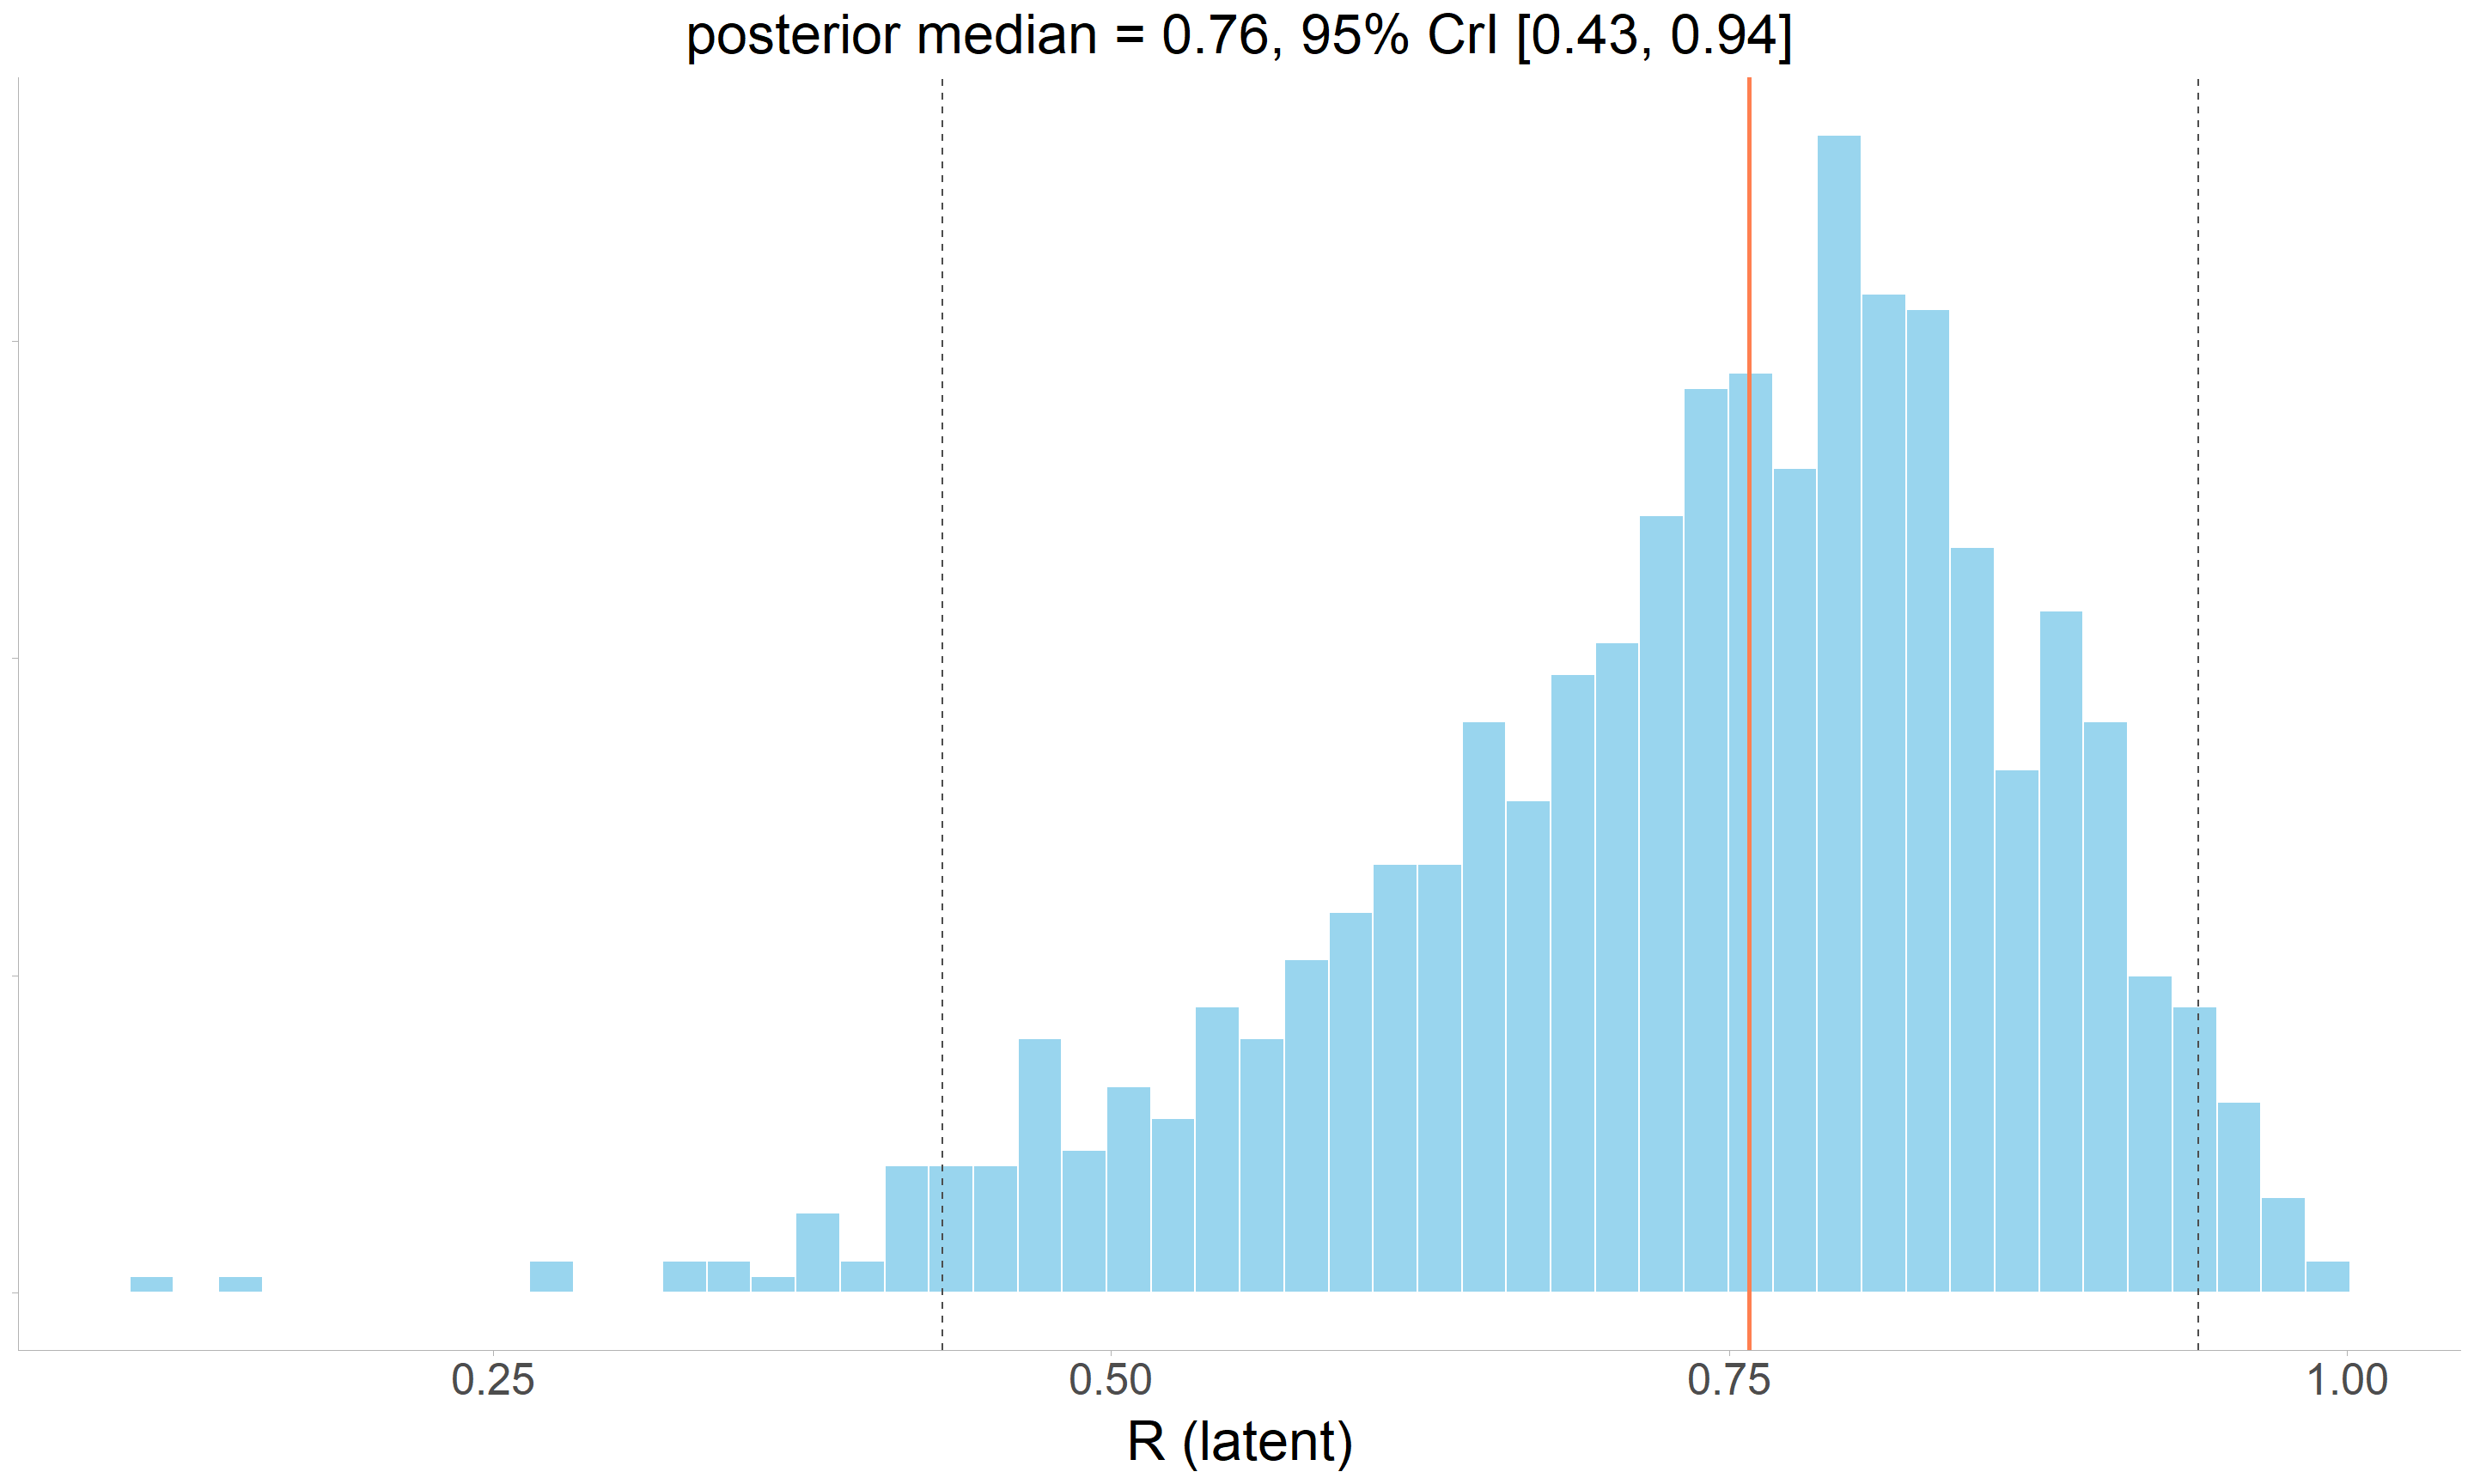 posterior median = 0.76, 95% CrI [0.43, 0.94]
0.25 0.50 0.75 1.00
R (latent)